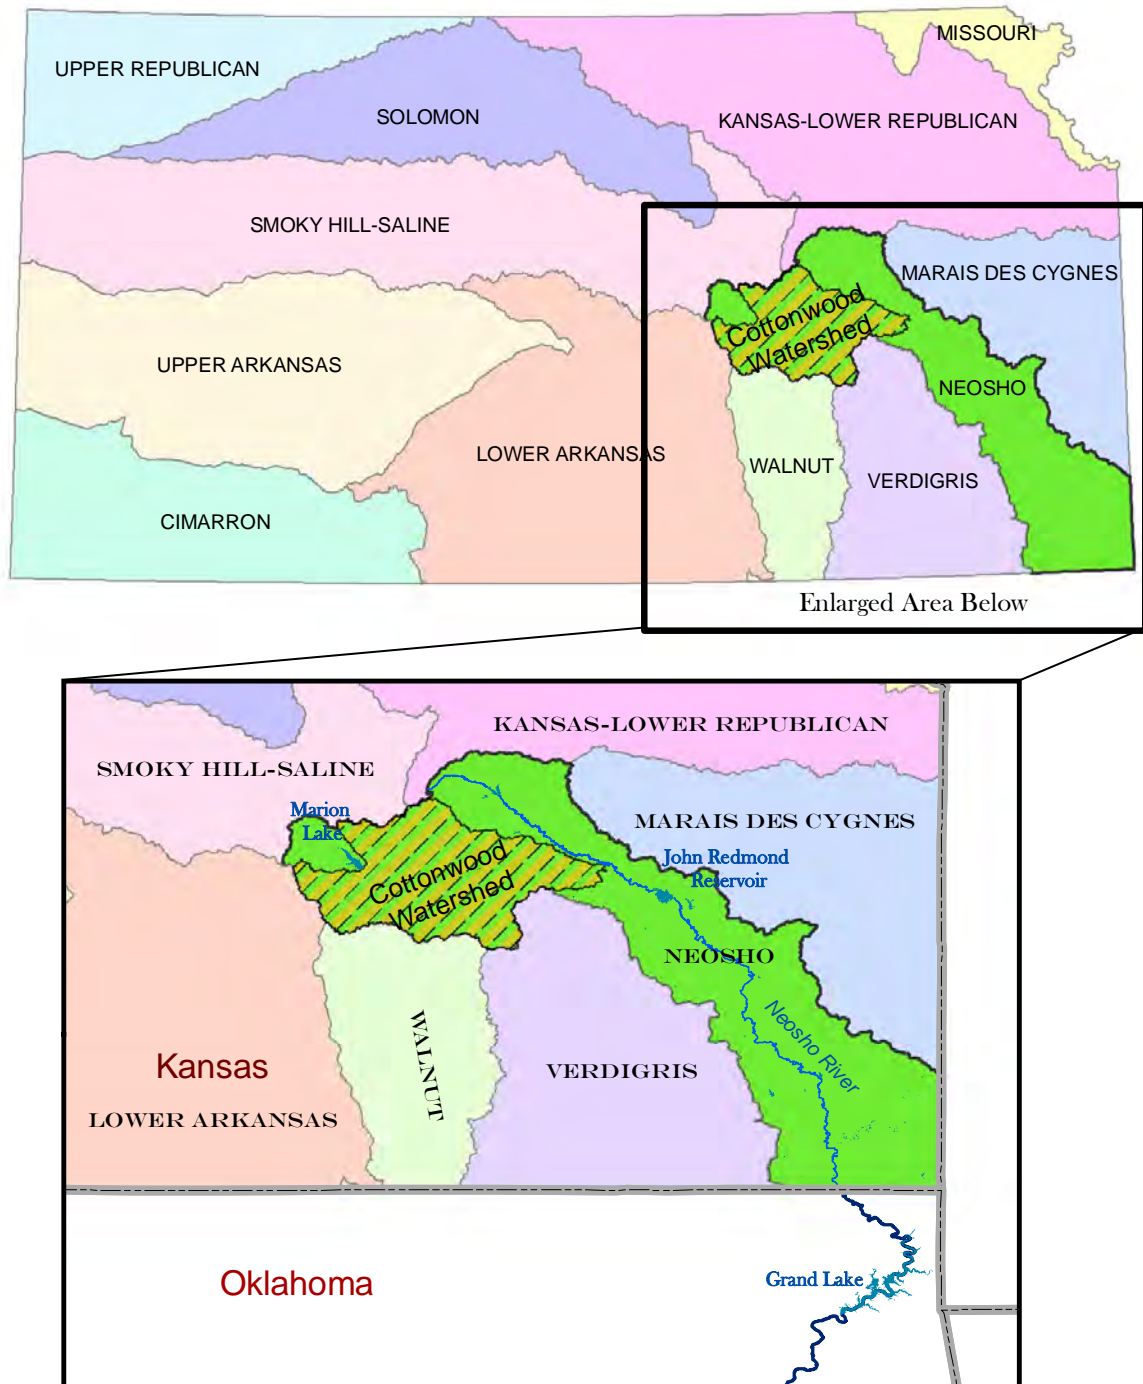 MISSOURI
UPPER REPUBLICAN
SOLOMON
KANSAS-LOWER REPUBLICAN
SMOKY HILL-SALINE
MARAIS DES CYGNES
Cottonwood
Watershed
UPPER ARKANSAS
NEOSHO
LOWER ARKANSAS
WALNUT
VERDIGRIS
CIMARRON
Enlarged Area Below
KANSAS-LOWER REPUBLICAN
SMOKY HILL-SALINE
Marion
Lake
MARAIS DES CYGNES
John Redmond
Reservoir
Cottonwood
Watershed
NEOSHO
Neosho River
WALNUT
Kansas
VERDIGRIS
LOWER ARKANSAS
Oklahoma
Grand Lake